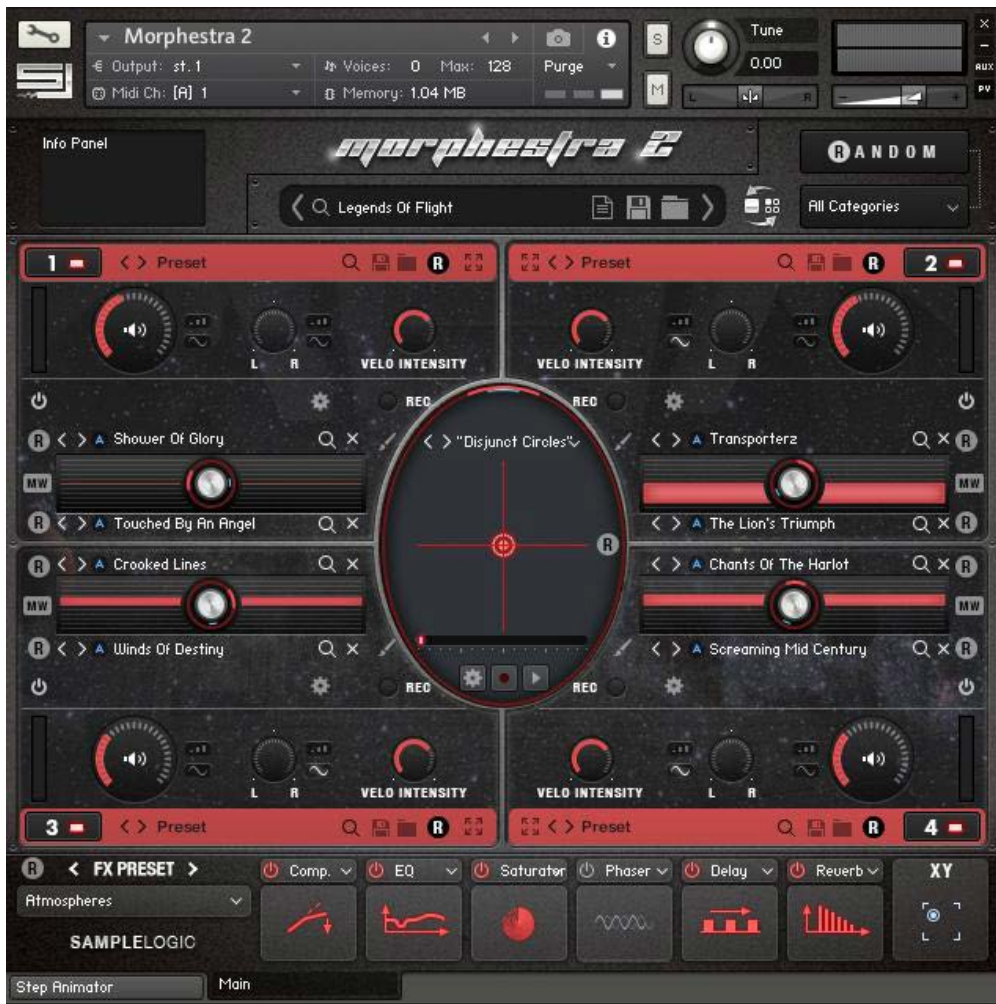 Morphestra 2
S
Tune
0.00
Output: st.1
Voices: 0 Max: 128
Purge
Midi Ch: [A] 1
Memory: 1.04 MB
M
L R
AUX
PV
Info Panel
morphestra 2
R RANDOM
Legends Of Flight
All Categories
1 Preset R
Preset R 2
L R VELO INTENSITY
VELO INTENSITY L R
REC
REC
R A Shower Of Glory
"Disjunct Circles"
A Transporterz R
MW
MW
R A Touched By An Angel
A The Lion's Triumph R
R
R A Crooked Lines
A Chants Of The Harlot R
MW
MW
R A Winds Of Destiny
A Screaming Mid Century R
REC
REC
L R VELO INTENSITY
VELO INTENSITY L R
3 Preset R
Preset R 4
R FX PRESET
Comp. EQ Saturator Phaser Delay Reverb XY
Atmospheres
SAMPLELOGIC
Step Animator Main